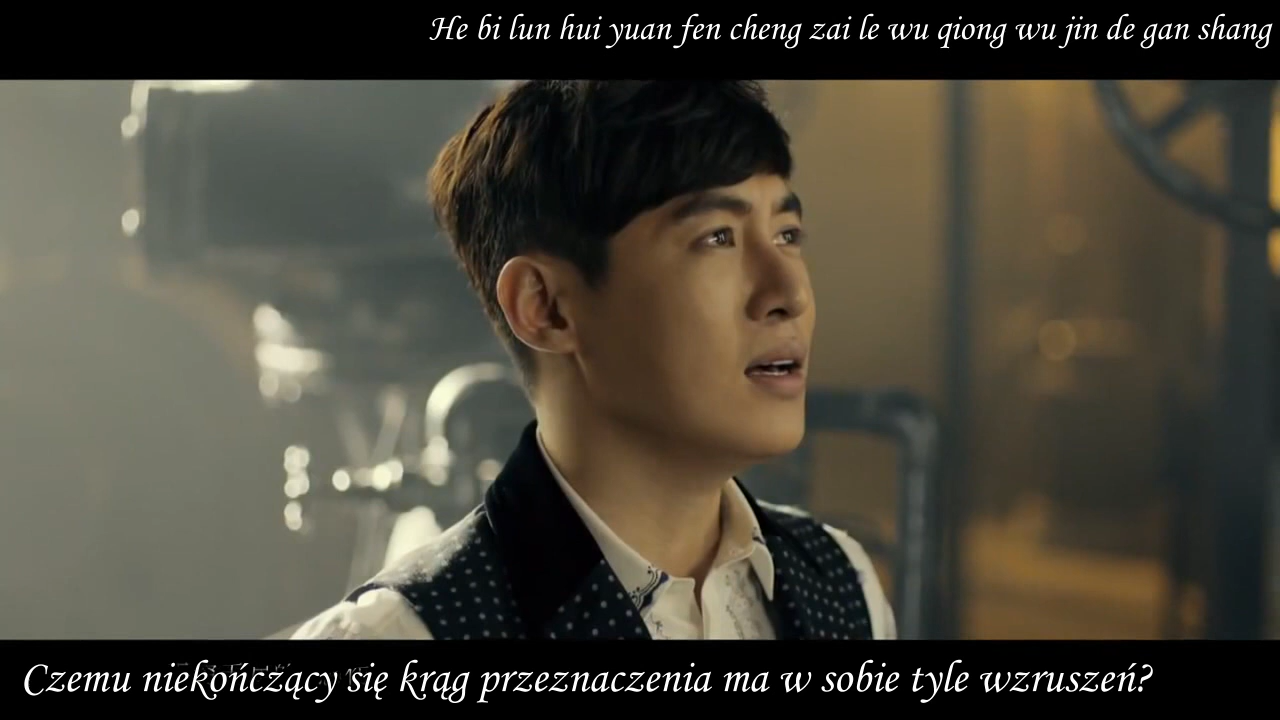 He bi lun hui yuan fen cheng zai le wu qiong wu jin de gan shang
Czemu niekończący się krąg przeznaczenia ma w sobie tyle wzruszeń?